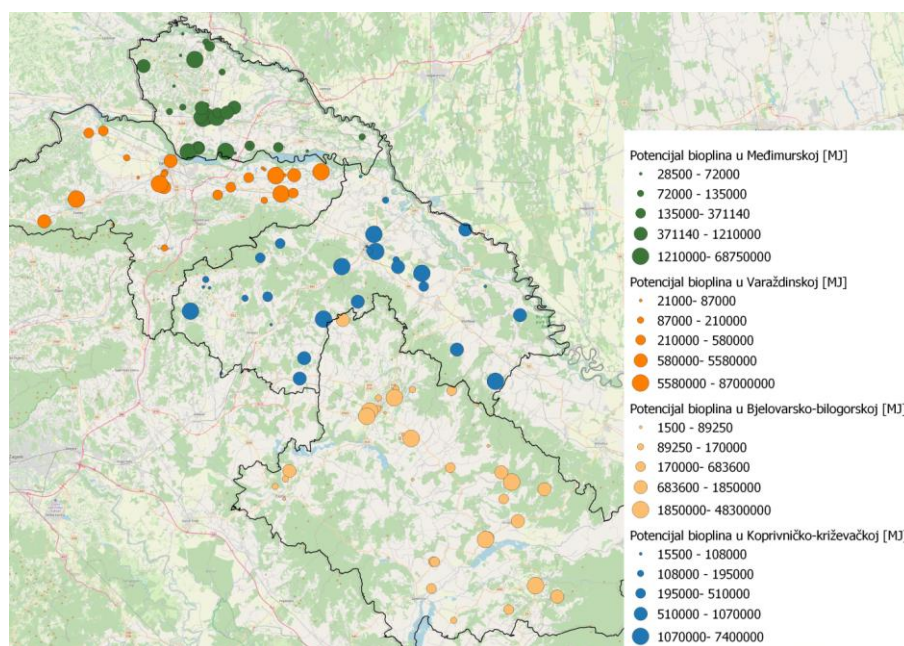 Potencijal bioplina u Međimurskoj [MJ]
28500 - 72000
72000 - 135000
135000- 371140
371140 - 1210000
1210000- 68750000
Potencijal bioplina u Varaždinskoj [MJ]
21000- 87000
87000 - 210000
210000 - 580000
580000 - 5580000
5580000 - 87000000
Potencijal bioplina u Bjelovarsko-bilogorskoj [MJ]
1500 - 89250
89250 - 170000
170000 - 683600
683600 - 1850000
1850000 - 48300000
Potencijal bioplina u Koprivničko-križevačkoj [MJ]
15500 - 108000
108000 - 195000
195000 - 510000
510000 - 1070000
1070000- 7400000